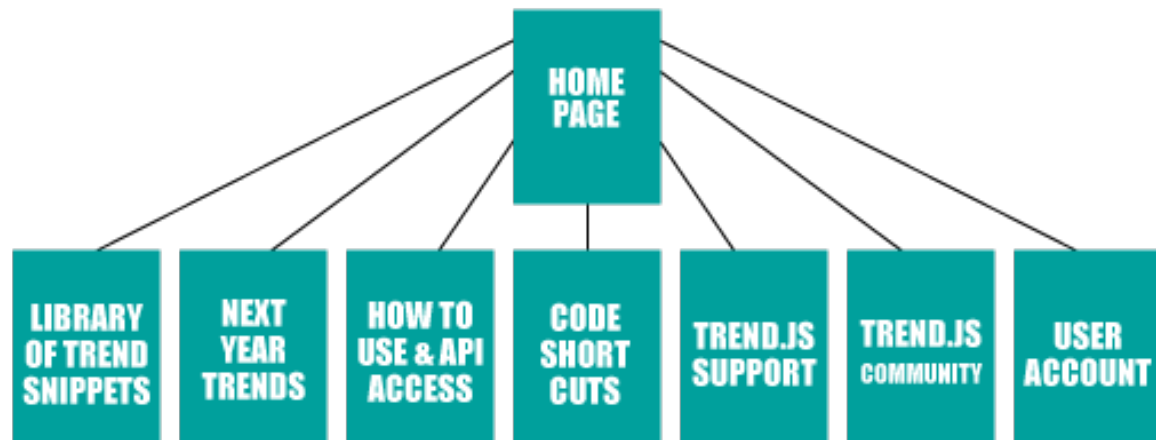 HOME
PAGE
LIBRARY
OF TREND
SNIPPETS
NEXT
YEAR
TRENDS
HOW TO
USE & API
ACCESS
CODE
SHORT
CUTS
TREND.JS
SUPPORT
TREND.JS
COMMUNITY
USER
ACCOUNT